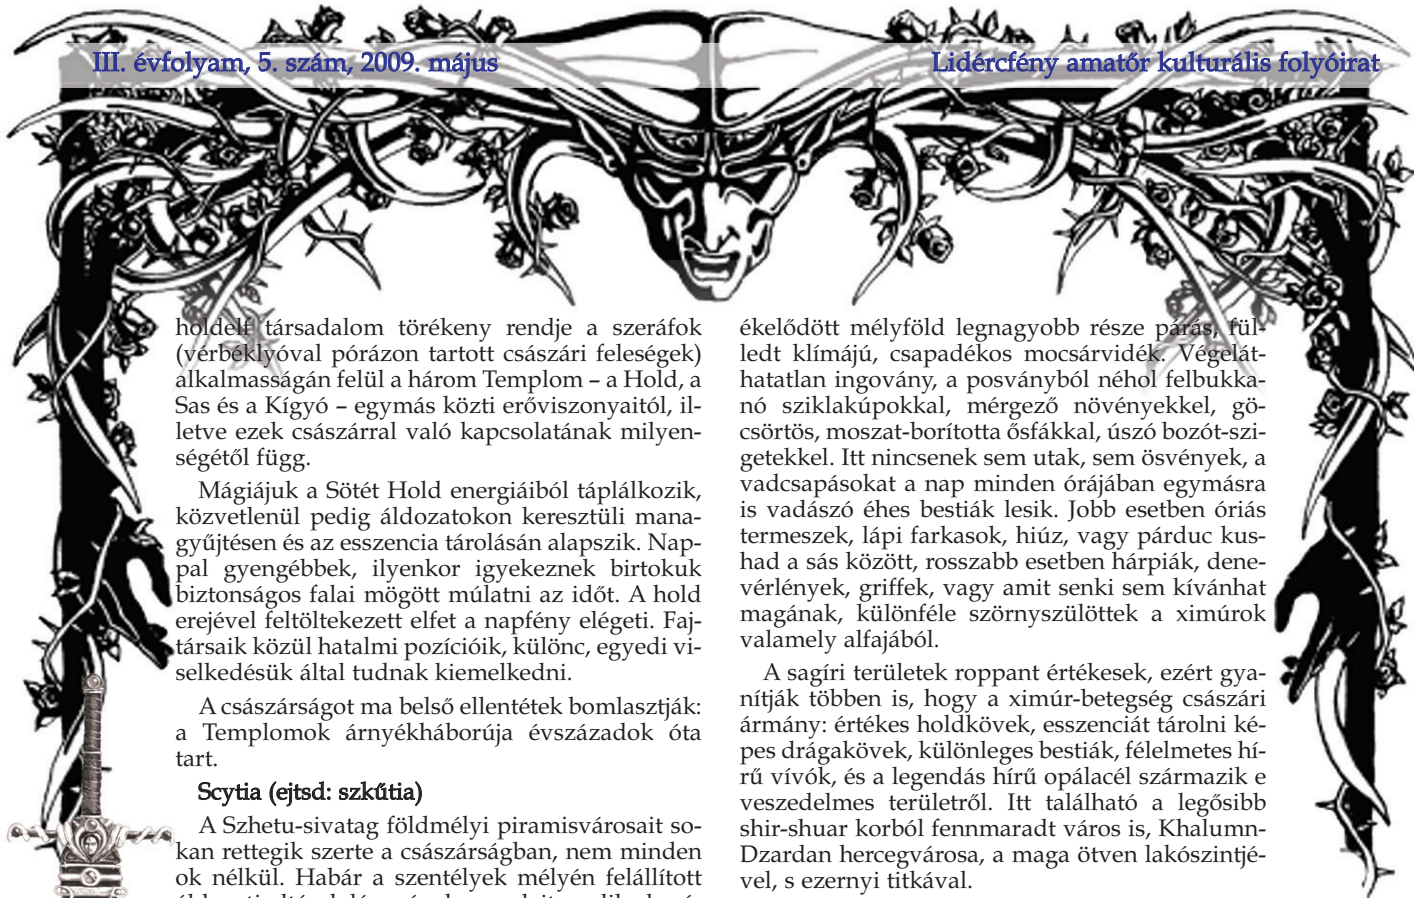 III. évfolyam, 5. szám, 2009. május
Lidércfény amatőr kulturális folyóirat
holdelf társadalom törékeny rendje a szeráfok
(vérbéklyóval pórázon tartott császári feleségek)
alkalmasságán felül a három Templom – a Hold, a
Sas és a Kígyó – egymás közti erőviszonyaitól, il-
letve ezek császárral való kapcsolatának milyen-
ségétől függ.
Mágiájuk a Sötét Hold energiáiból táplálkozik,
közvetlenül pedig áldozatokon keresztüli mana-
gyűjtésen és az esszencia tárolásán alapszik. Nap-
pal gyengébbek, ilyenkor igyekeznek birtokuk
biztonságos falai mögött múlatni az időt. A hold
erejével feltöltekezett elfet a napfény elégeti. Faj-
társaik közül hatalmi pozícióik, különc, egyedi vi-
selkedésük által tudnak kiemelkedni.
A császárságot ma belső ellentétek bomlasztják:
a Templomok árnyékháborúja évszázadok óta
tart.
Scytia (ejtsd: szkűtia)
A Szhetu-sivatag földmélyi piramisvárosait so-
kan rettegik szerte a császárságban, nem minden
ok nélkül. Habár a szentélyek mélyén felállított
ékelődött mélyföld legnagyobb része párás, fül-
ledt klímájú, csapadékos mocsárvidék. Végelát-
hatatlan ingovány, a posványból néhol felbukka-
nó sziklakúpokkal, mérgező növényekkel, gö-
csörtös, moszat-borította ősfákkal, úszó bozót-szi-
getekkel. Itt nincsenek sem utak, sem ösvények, a
vadcsapásokat a nap minden órájában egymásra
is vadászó éhes bestiák lesik. Jobb esetben óriás
termeszek, lápi farkasok, hiúz, vagy párduc kus-
had a sás között, rosszabb esetben hárpiák, dene-
vérlények, griffek, vagy amit senki sem kívánhat
magának, különféle szörnyszülöttek a ximúrok
valamely alfajából.
A sagíri területek roppant értékesek, ezért gya-
nítják többen is, hogy a ximúr-betegség császári
ármány: értékes holdkövek, esszenciát tárolni ké-
pes drágakövek, különleges bestiák, félelmetes hí-
rű vívók, és a legendás hírű opálacél származik e
veszedelmes területről. Itt található a legősibb
shir-shuar korból fennmaradt város is, Khalumn-
Dzardan hercegvárosa, a maga ötven lakószintjé-
vel, s ezernyi titkával.